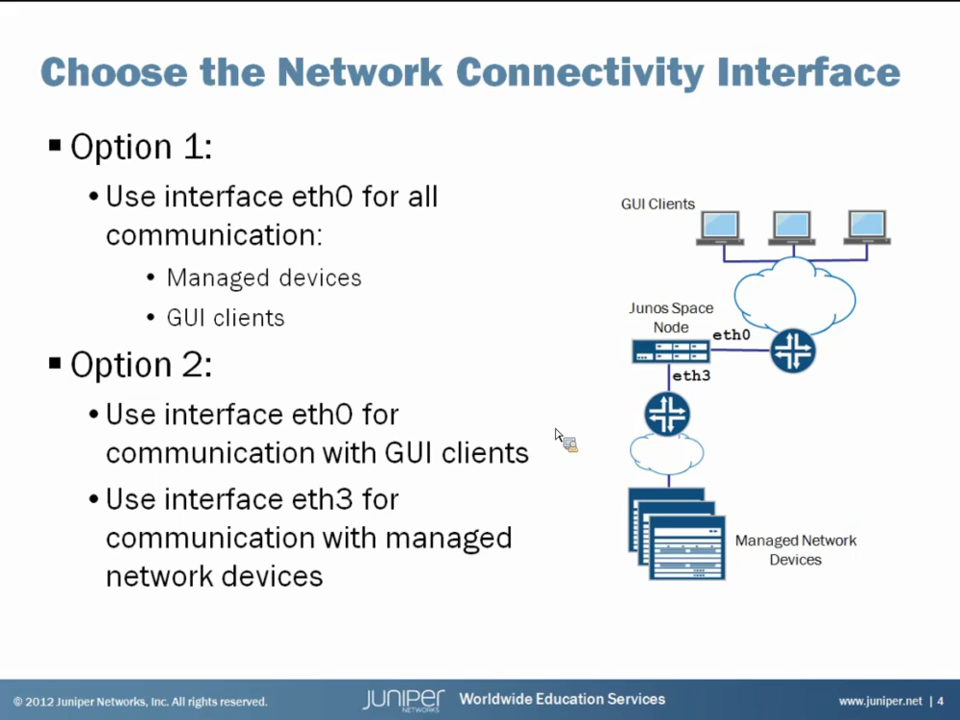 Choose the Network Connectivity Interface
▪ Option 1:
• Use interface eth0 for all
communication:
• Managed devices
• GUI clients
▪ Option 2:
• Use interface eth0 for
communication with GUI clients
• Use interface eth3 for
communication with managed
network devices
GUI Clients
Junos Space
Node
eth0
eth3
Managed Network
Devices
© 2012 Juniper Networks, Inc. All rights reserved.
JUNIPER
NETWORKS
Worldwide Education Services
www.juniper.net | 4